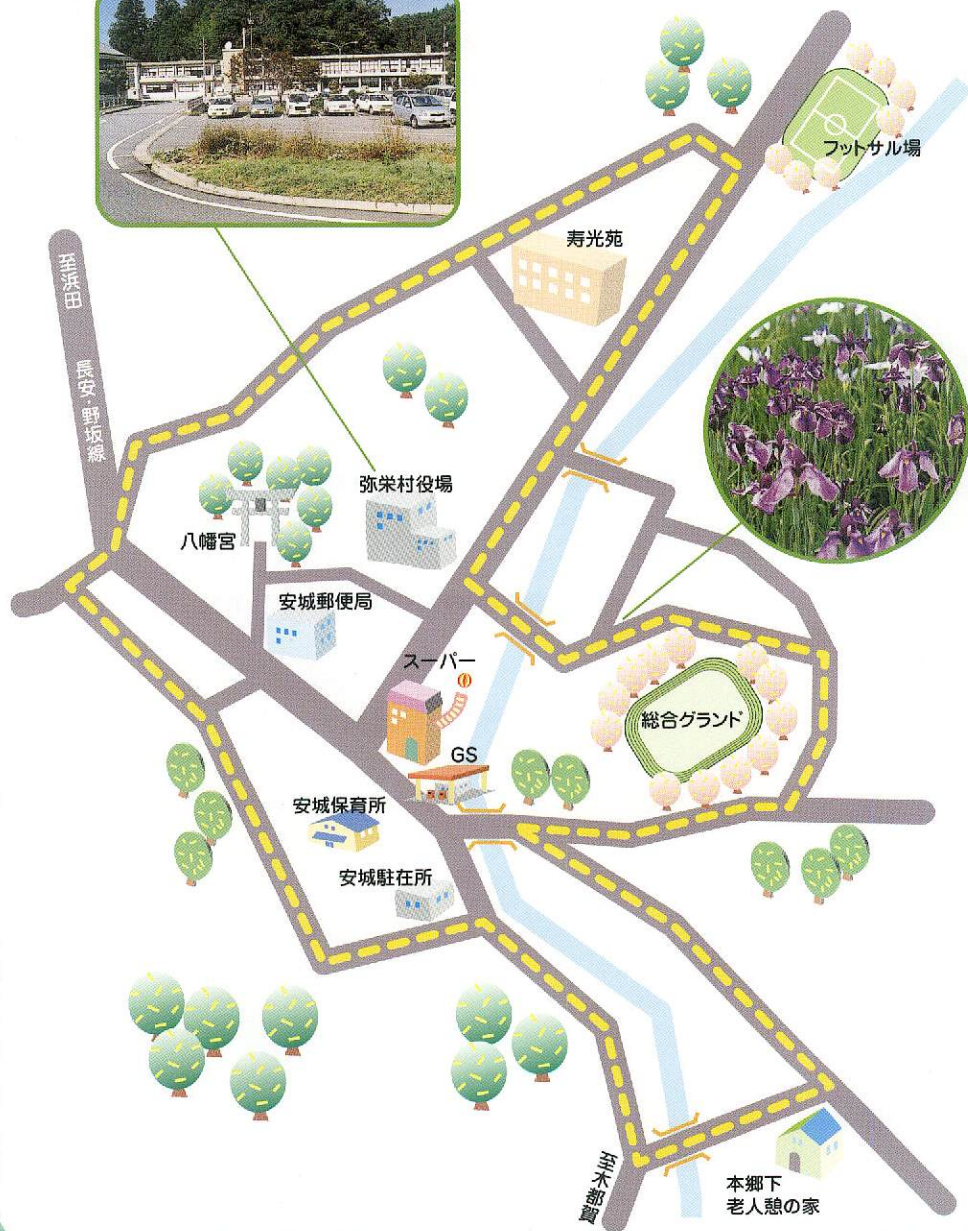 フットサル場
寿光苑
至浜田
長安・野坂線
弥栄村役場
八幡宮
安城郵便局
スーパー
総合グランド
GS
安城保育所
安城駐在所
至木都賀
本郷下
老人憩の家